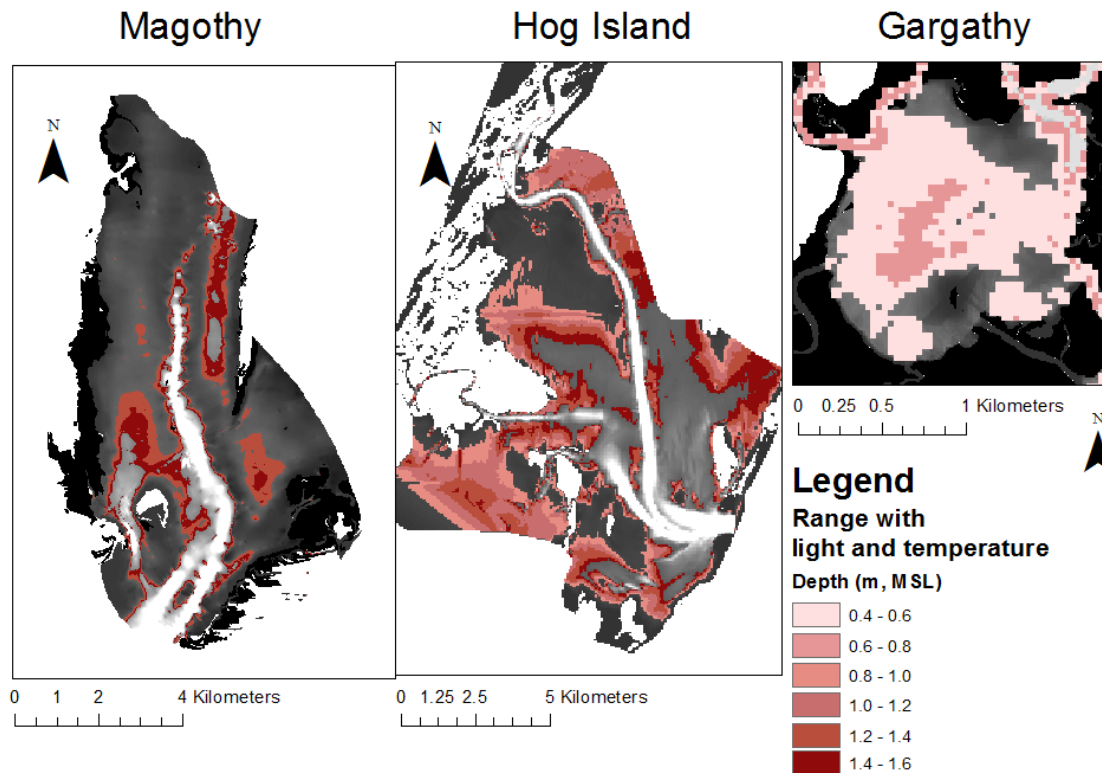 Magothy
Hog Island
Gargathy
N
N
0 1 2 4 Kilometers
0 1.25 2.5 5 Kilometers
0 0.25 0.5 1 Kilometers
N
Legend
Range with
light and temperature
Depth (m, MSL)
0.4 - 0.6
0.6 - 0.8
0.8 - 1.0
1.0 - 1.2
1.2 - 1.4
1.4 - 1.6